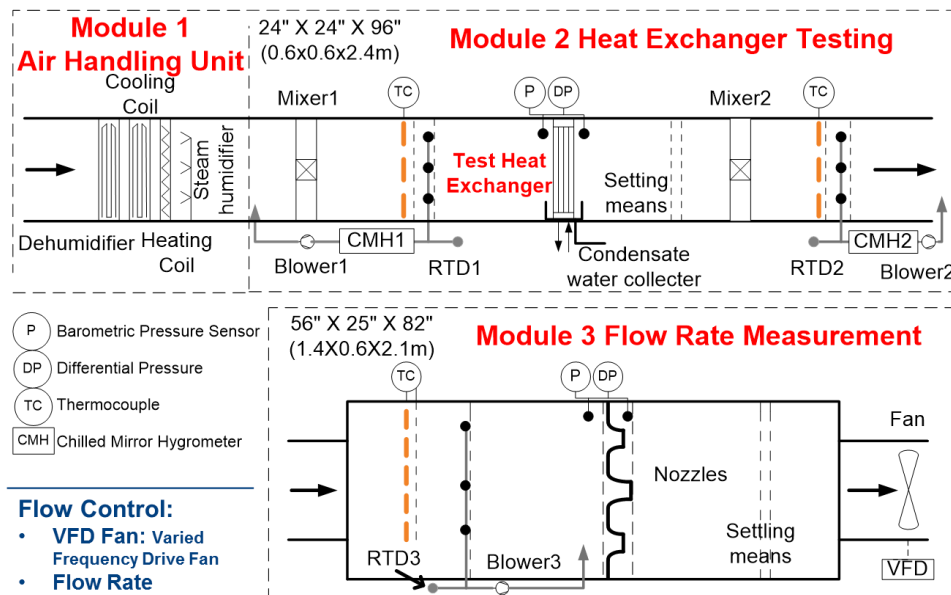 Module 1
Air Handling Unit
24" X 24" X 96"
(0.6x0.6x2.4m)
Module 2 Heat Exchanger Testing
Cooling
Coil
Mixer1
TC
P
DP
Mixer2
TC
Steam
humidifier
Test Heat
Exchanger
Setting
means
Dehumidifier
Heating
Coil
Blower1
CMH1
RTD1
Condensate
water collecter
CMH2
RTD2
Blower2
P
Barometric Pressure Sensor
DP
Differential Pressure
TC
Thermocouple
CMH
Chilled Mirror Hygrometer
56" X 25" X 82"
(1.4X0.6X2.1m)
Module 3 Flow Rate Measurement
TC
P
DP
Fan
Nozzles
Settling
means
RTD3
Blower3
VFD
Flow Control:
• VFD Fan: Varied
Frequency Drive Fan
• Flow Rate